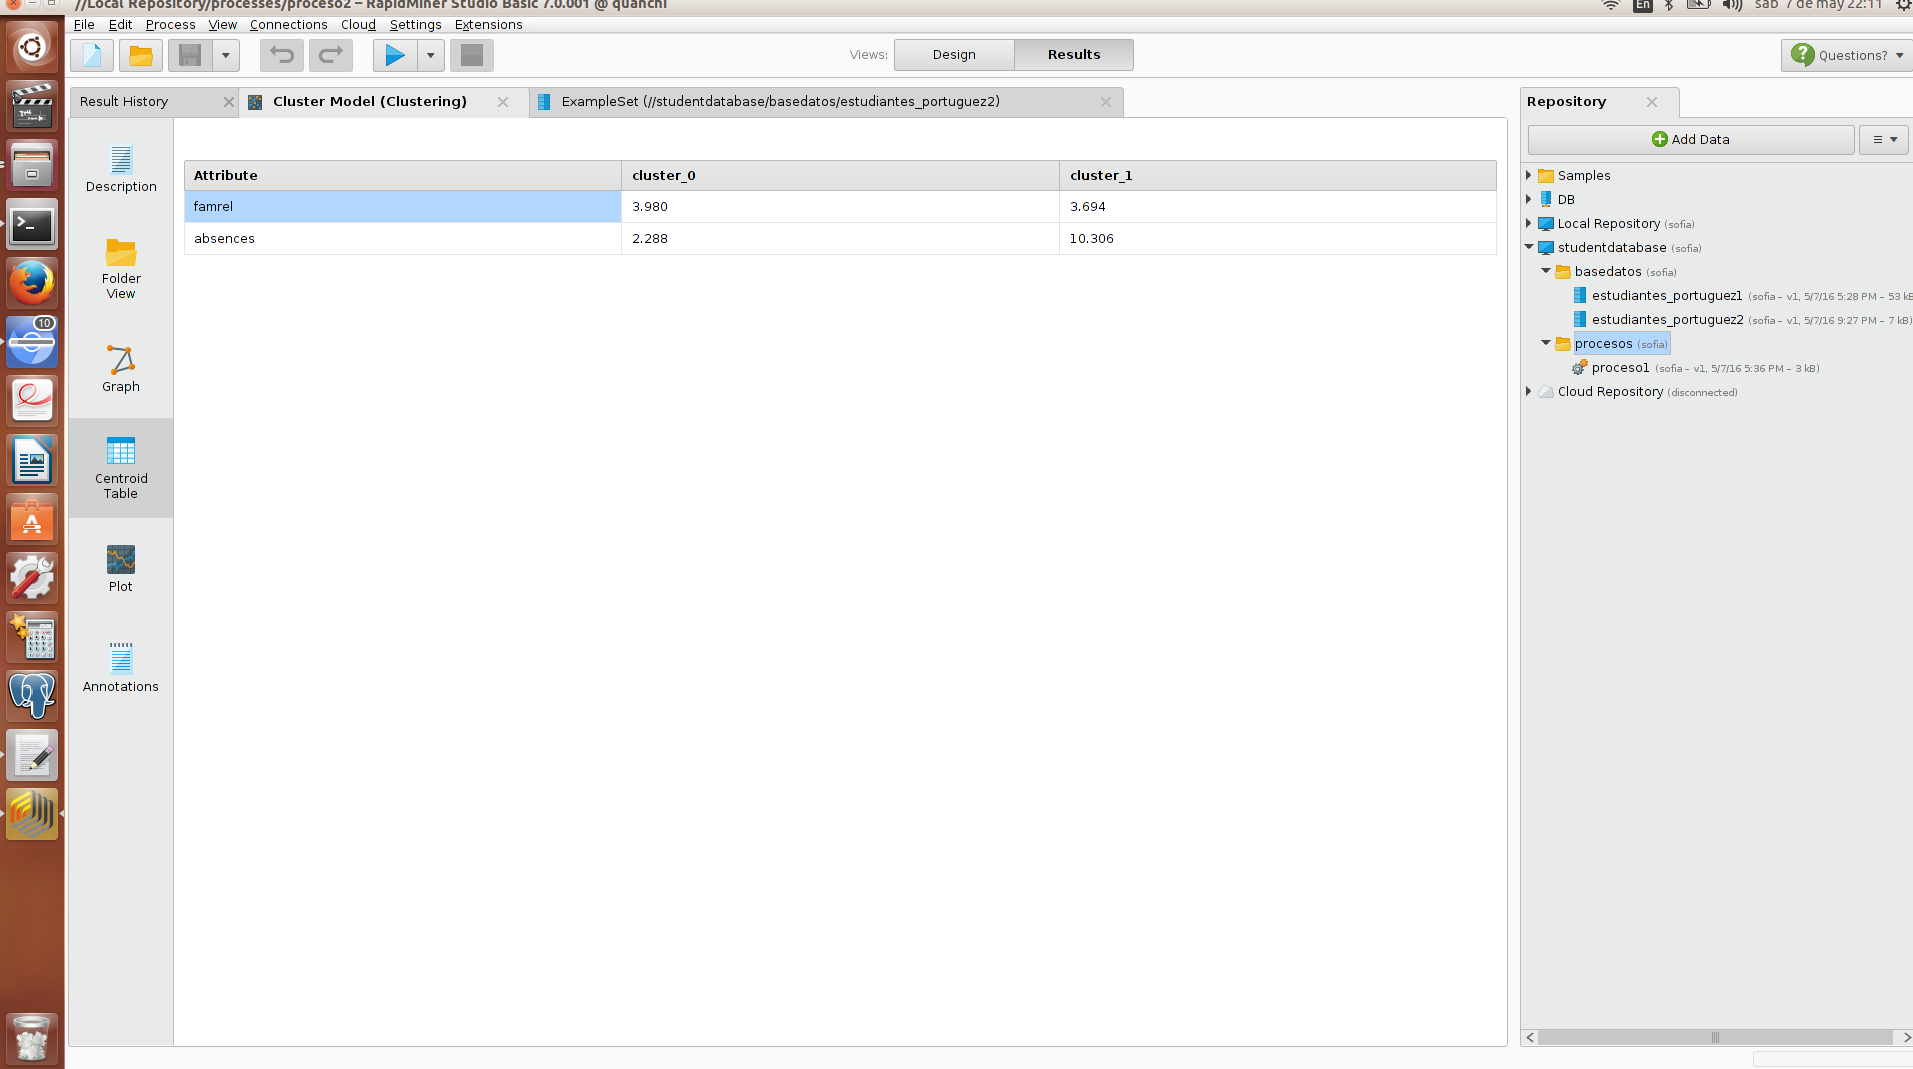 //Local Repository/processes/proceso2 – RapidMiner Studio Basic 7.0.001 @ quanchi
En
sáb 7 de may 22:11
File Edit Process View Connections Cloud Settings Extensions
Views: Design Results
Questions?
Result History
Cluster Model (Clustering)
ExampleSet (//studentdatabase/basedatos/estudiantes_portuguez2)
Repository
Description
Folder
View
Graph
Centroid
Table
Plot
Annotations
Attribute cluster_0 cluster_1
famrel 3.980 3.694
absences 2.288 10.306
Add Data
Samples
DB
Local Repository (sofia)
studentdatabase (sofia)
basedatos (sofia)
estudiantes_portuguez1 (sofia – v1, 5/7/16 5:28 PM – 53 kB
estudiantes_portuguez2 (sofia – v1, 5/7/16 9:27 PM – 7 kB)
procesos (sofia)
proceso1 (sofia – v1, 5/7/16 5:36 PM – 3 kB)
Cloud Repository (disconnected)
10